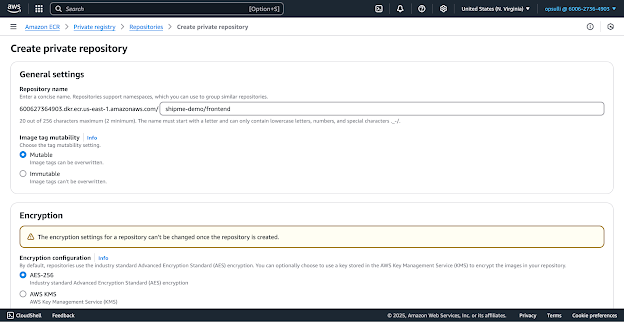 aws
Search
[Option+S]
United States (N. Virginia)
opselli @ 6006-2736-4903
Amazon ECR
Private registry
Repositories
Create private repository
Create private repository
General settings
Repository name
Enter a concise name. Repositories support namespaces, which you can use to group similar repositories.
600627364903.dkr.ecr.us-east-1.amazonaws.com/
shipme-demo/frontend
20 out of 256 characters maximum (2 minimum). The name must start with a letter and can only contain lowercase letters, numbers, and special characters ._-/.
Image tag mutability
Info
Choose the tag mutability setting.
Mutable
Image tags can be overwritten.
Immutable
Image tags can't be overwritten.
Encryption
The encryption settings for a repository can't be changed once the repository is created.
Encryption configuration
Info
By default, repositories use the industry standard Advanced Encryption Standard (AES) encryption. You can optionally choose to use a key stored in the AWS Key Management Service (KMS) to encrypt the images in your repository.
AES-256
Industry standard Advanced Encryption Standard (AES) encryption
AWS KMS
AWS Key Management Service (KMS)
CloudShell
Feedback
© 2025, Amazon Web Services, Inc. or its affiliates.
Privacy
Terms
Cookie preferences